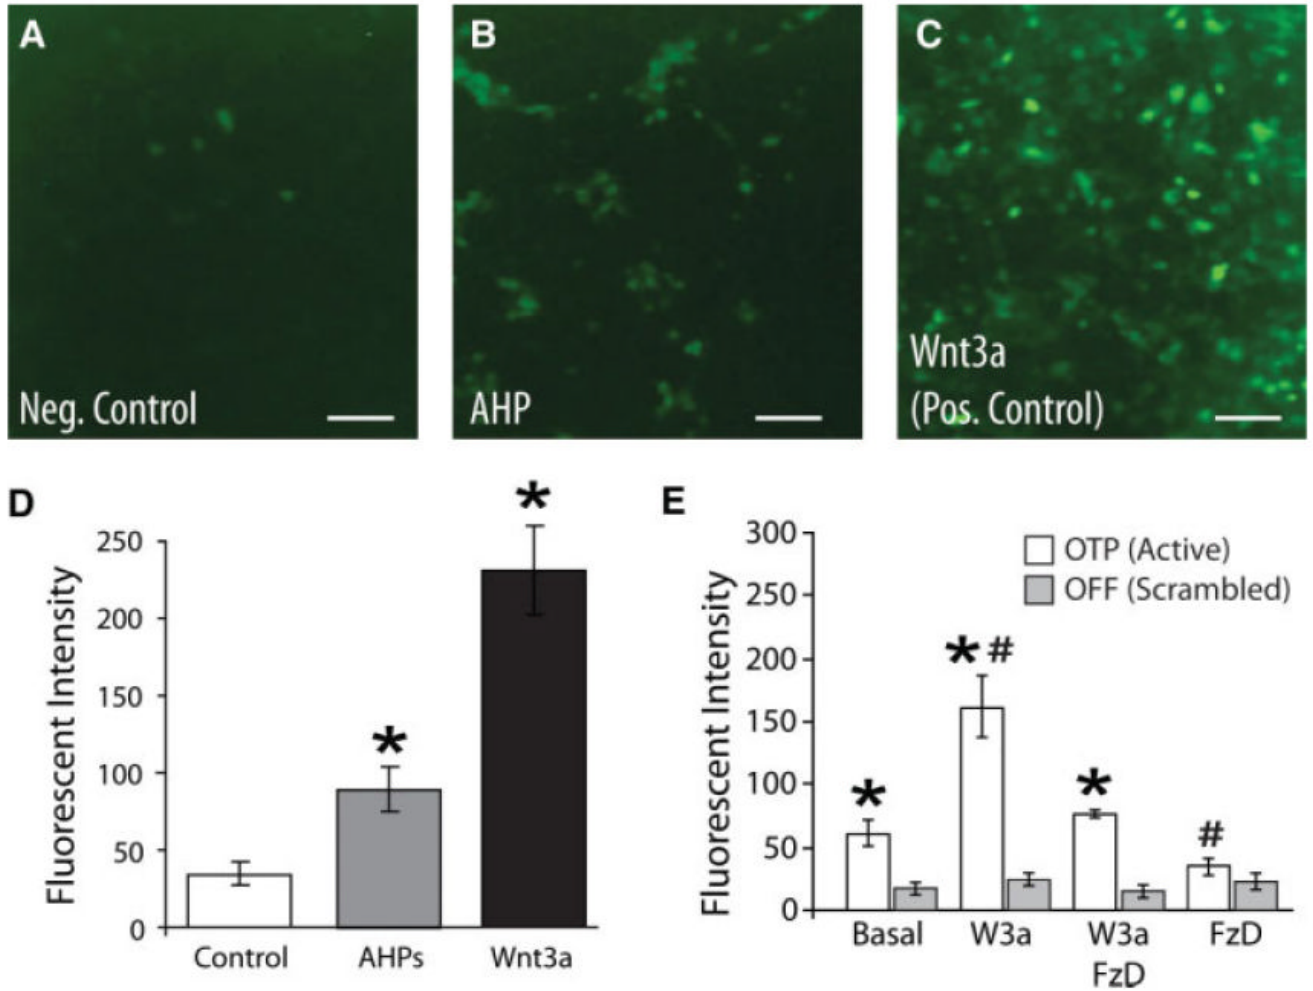 A
Neg. Control
B
AHP
C
Wnt3a
(Pos. Control)
D
Fluorescent Intensity
250
200
150
100
50
0
*
*
Control
AHPs
Wnt3a
E
Fluorescent Intensity
300
250
200
150
100
50
0
OTP (Active)
OFF (Scrambled)
*
* #
*
#
Basal
W3a
W3a
FzD
FzD